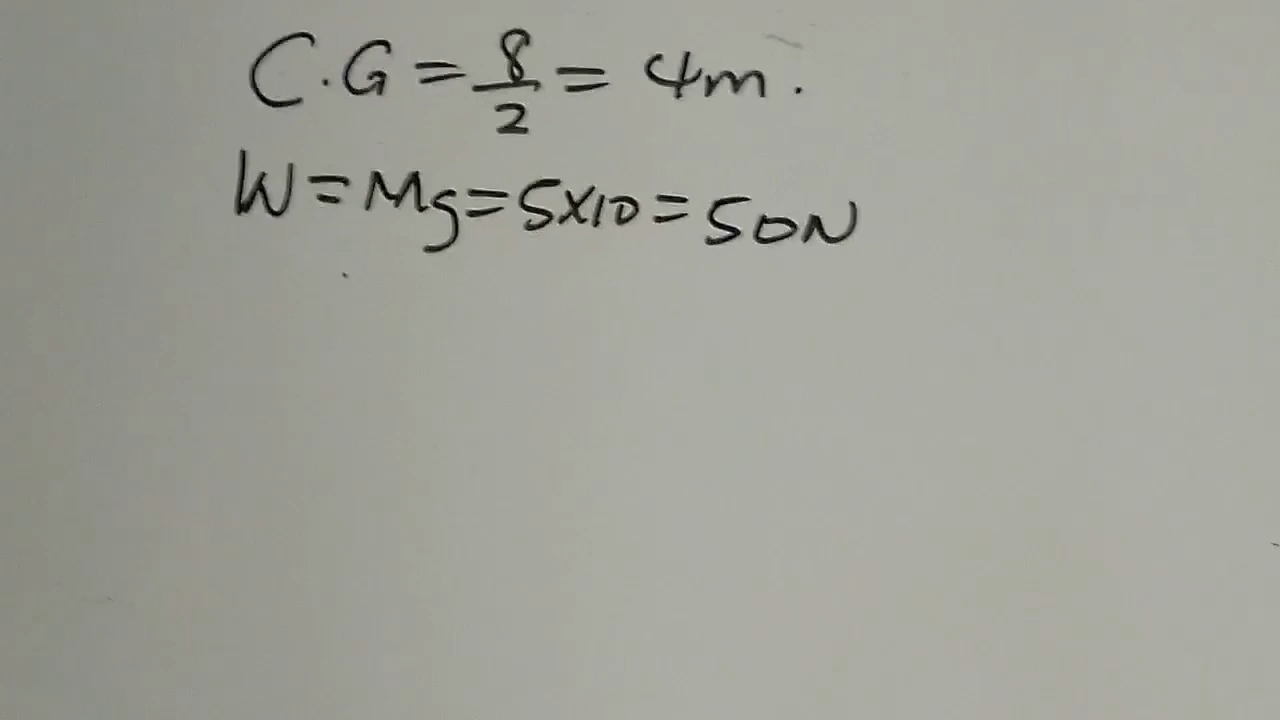 C.G = 8/2 = 4m.
W = Mg = 5x10 = 50N